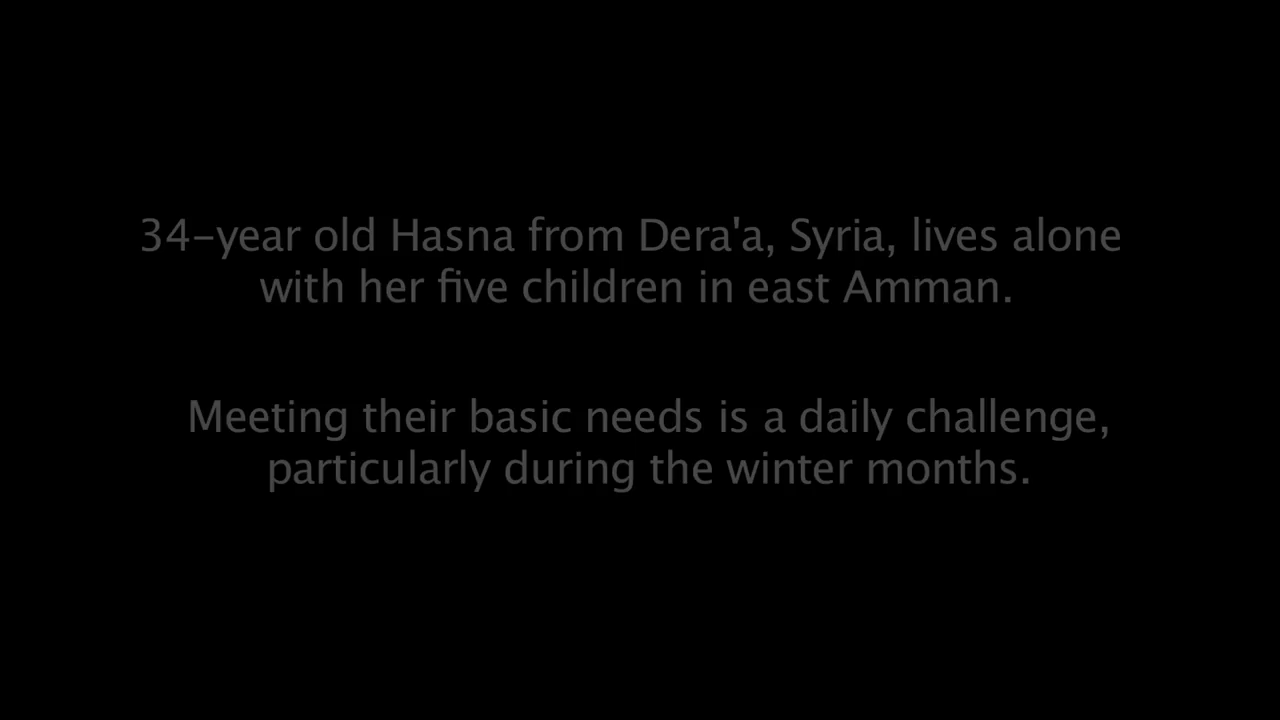 34-year old Hasna from Dera'a, Syria, lives alone
with her five children in east Amman.
Meeting their basic needs is a daily challenge,
particularly during the winter months.